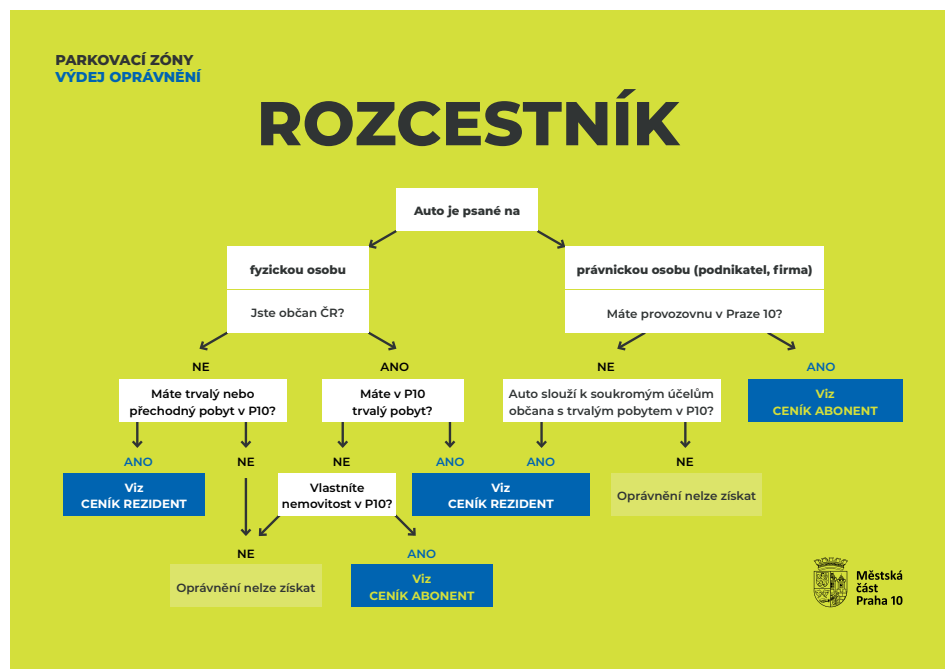 PARKOVACÍ ZÓNY
VÝDEJ OPRÁVNĚNÍ
ROZCESTNÍK
Auto je psané na
fyzickou osobu
Jste občan ČR?
právnickou osobu (podnikatel, firma)
Máte provozovnu v Praze 10?
NE
ANO
NE
ANO
Máte trvalý nebo
přechodný pobyt v P10?
Máte v P10
trvalý pobyt?
Auto slouží k soukromým účelům
občana s trvalým pobytem v P10?
Viz
CENÍK ABONENT
ANO
NE
NE
ANO
ANO
NE
Viz
CENÍK REZIDENT
Vlastníte
nemovitost v P10?
Viz
CENÍK REZIDENT
Oprávnění nelze získat
NE
ANO
Oprávnění nelze získat
Viz
CENÍK ABONENT
Městská
část
Praha 10